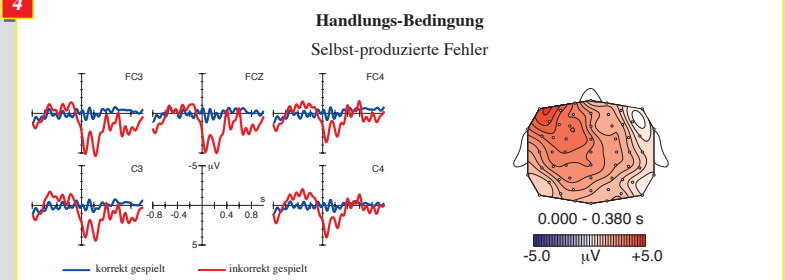 4
Handlungs-Bedingung
Selbst-produzierte Fehler
FC3
FCZ
FC4
C3
-5
µV
C4
s
-0.8 -0.4 0.4 0.8
5
0.000 - 0.380 s
-5.0 µV +5.0
korrekt gespielt
inkorrekt gespielt